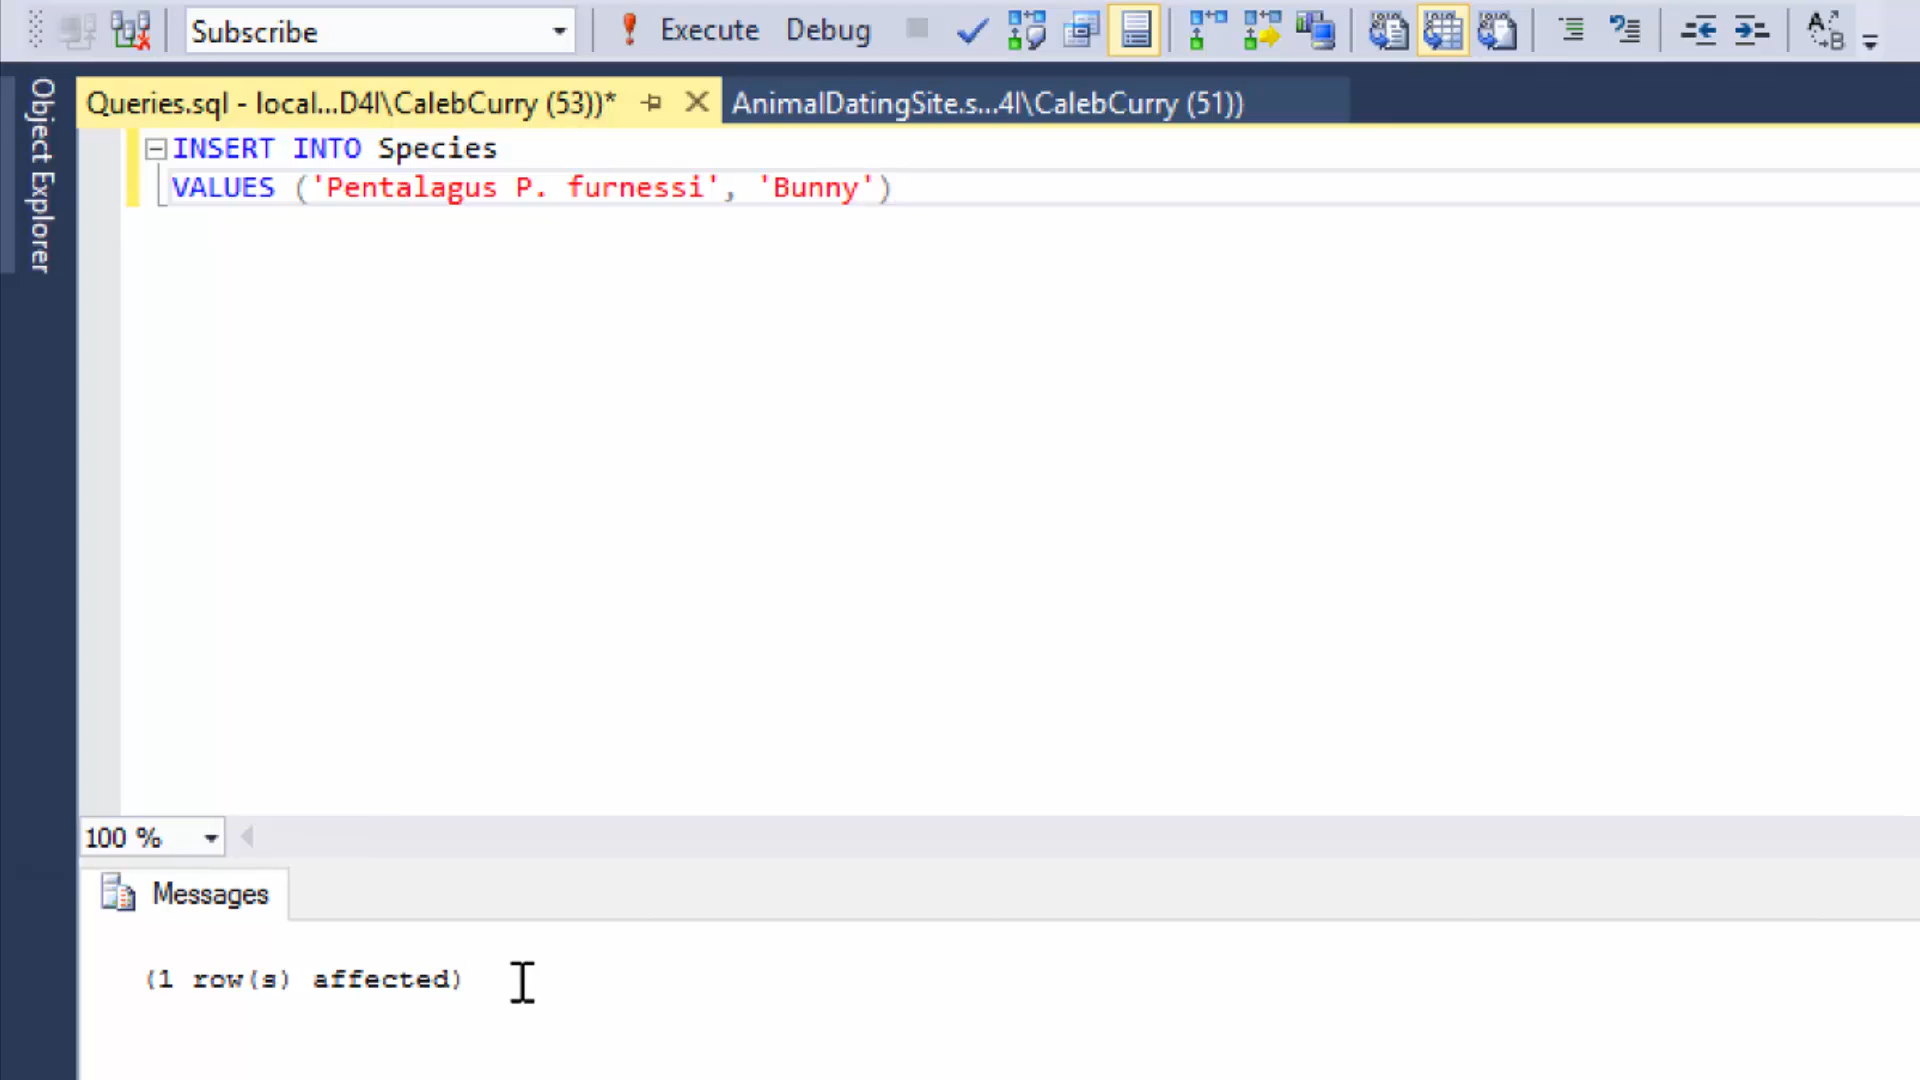 Subscribe
Execute
Debug
Object Explorer
Queries.sql - local...D4I\CalebCurry (53))*
AnimalDatingSite.s...4I\CalebCurry (51))
INSERT INTO Species
VALUES ('Pentalagus P. furnessi', 'Bunny')
100 %
Messages
(1 row(s) affected)